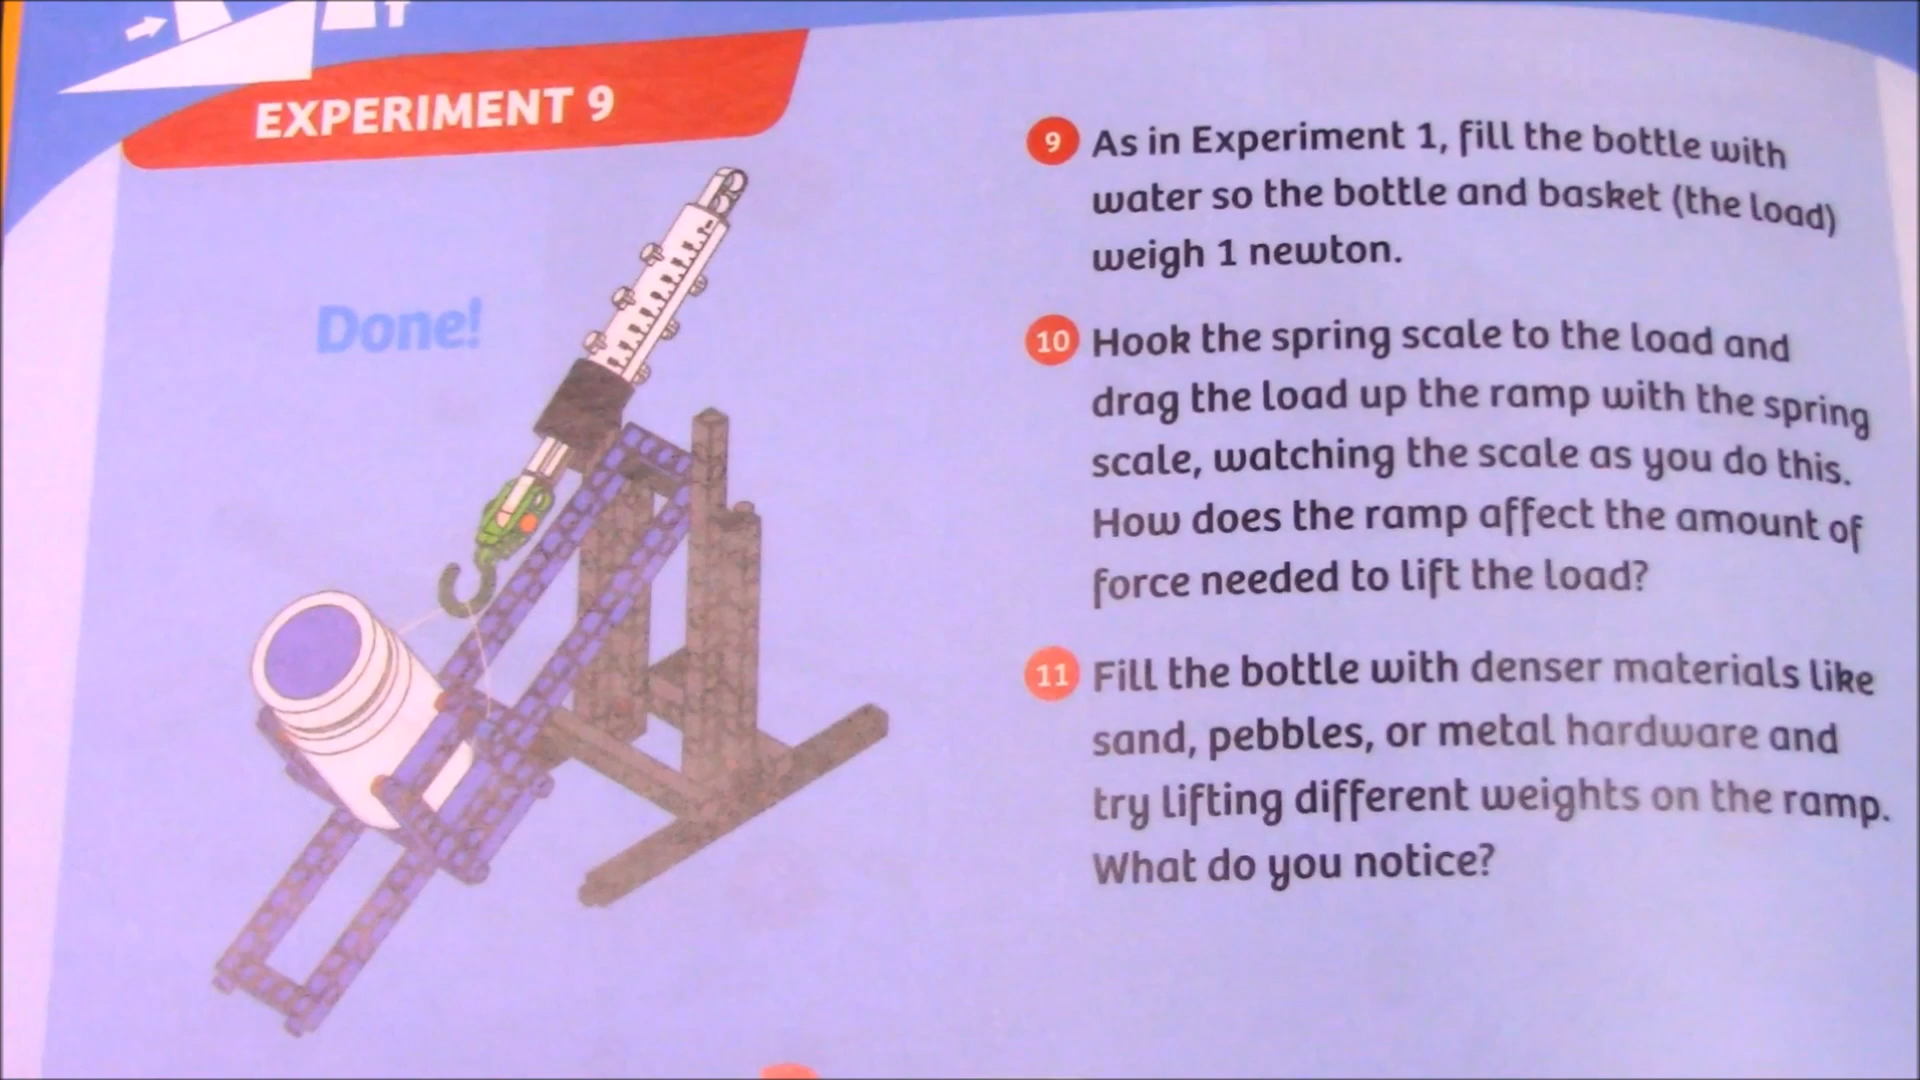 EXPERIMENT 9
Done!
9 As in Experiment 1, fill the bottle with
water so the bottle and basket (the load)
weigh 1 newton.
10 Hook the spring scale to the load and
drag the load up the ramp with the spring
scale, watching the scale as you do this.
How does the ramp affect the amount of
force needed to lift the load?
11 Fill the bottle with denser materials like
sand, pebbles, or metal hardware and
try lifting different weights on the ramp.
What do you notice?